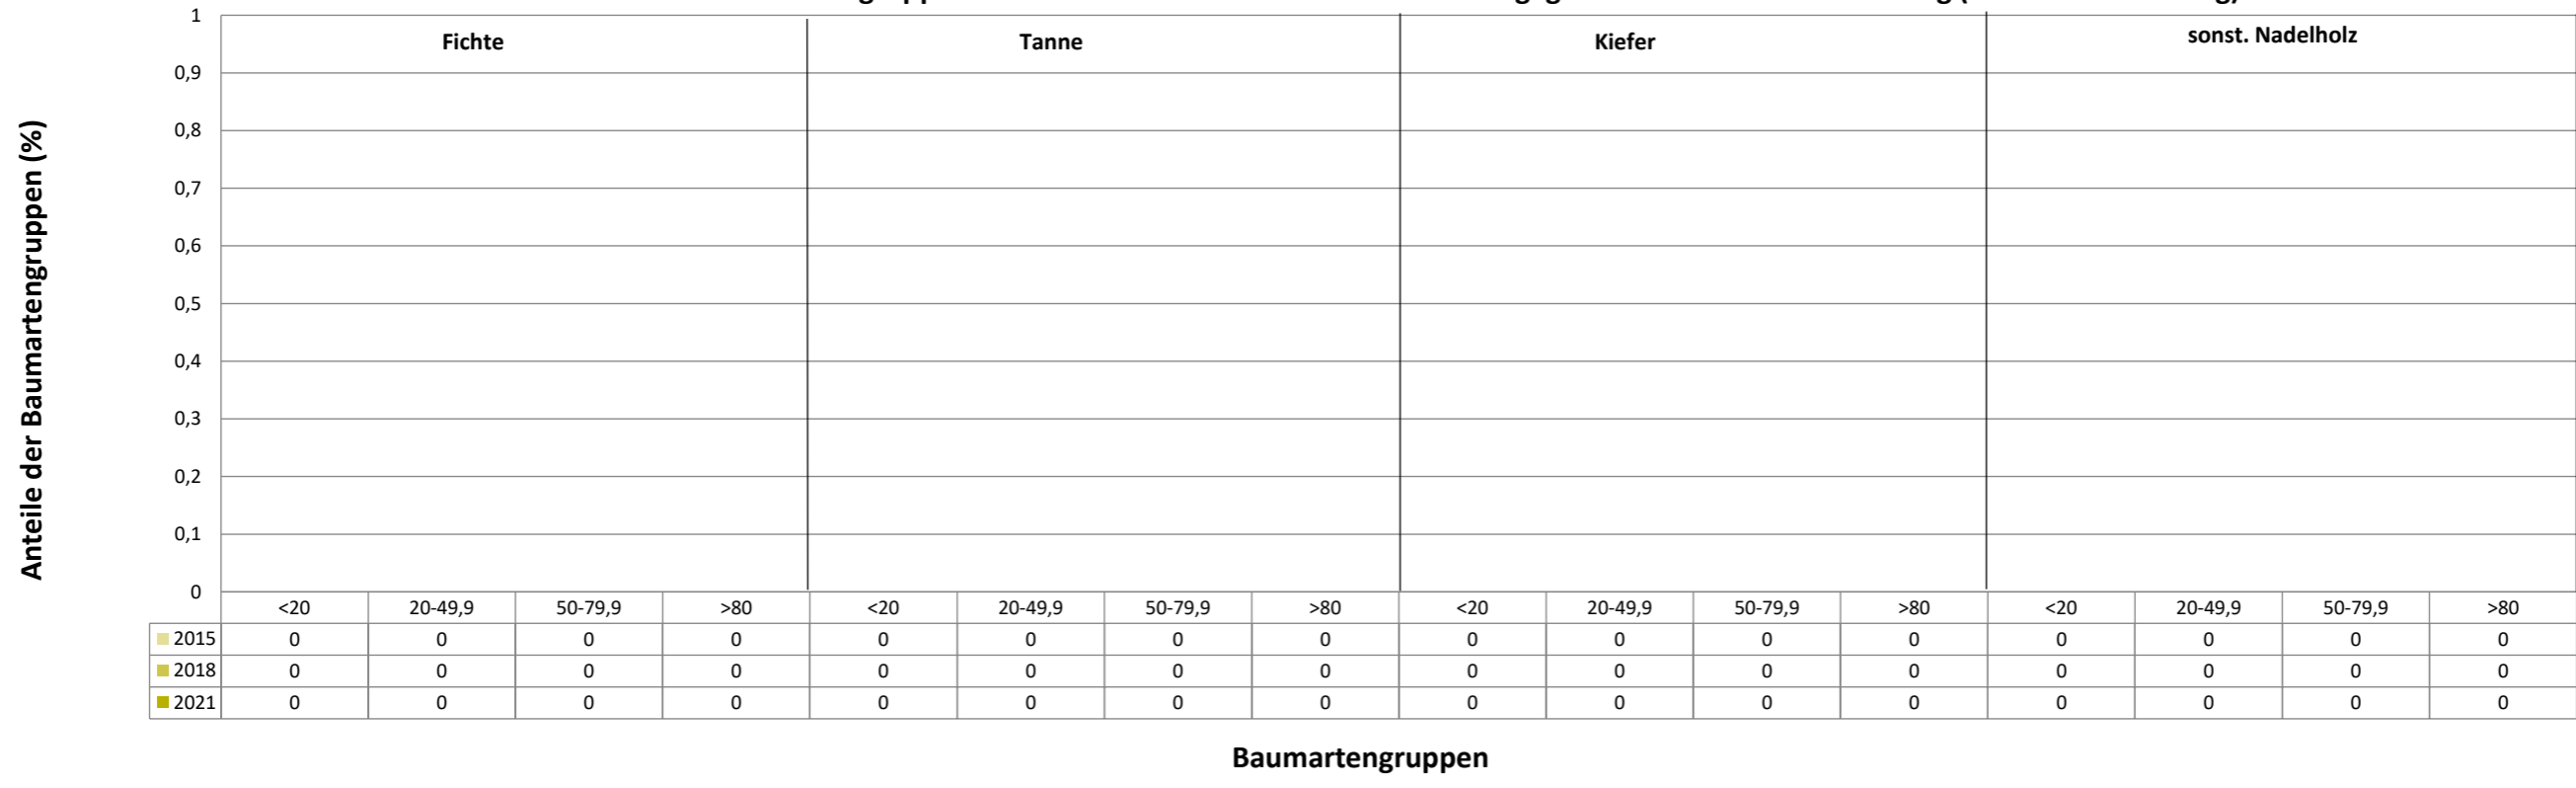 1
Fichte Tanne Kiefer sonst. Nadelholz
0,9
0,8
0,7
0,6
0,5
0,4
0,3
0,2
0,1
0
Anteile der Baumartengruppen (%)
<20 20-49,9 50-79,9 >80 <20 20-49,9 50-79,9 >80 <20 20-49,9 50-79,9 >80 <20 20-49,9 50-79,9 >80
2015 0 0 0 0 0 0 0 0 0 0 0 0 0 0 0 0
2018 0 0 0 0 0 0 0 0 0 0 0 0 0 0 0 0
2021 0 0 0 0 0 0 0 0 0 0 0 0 0 0 0 0
Baumartengruppen